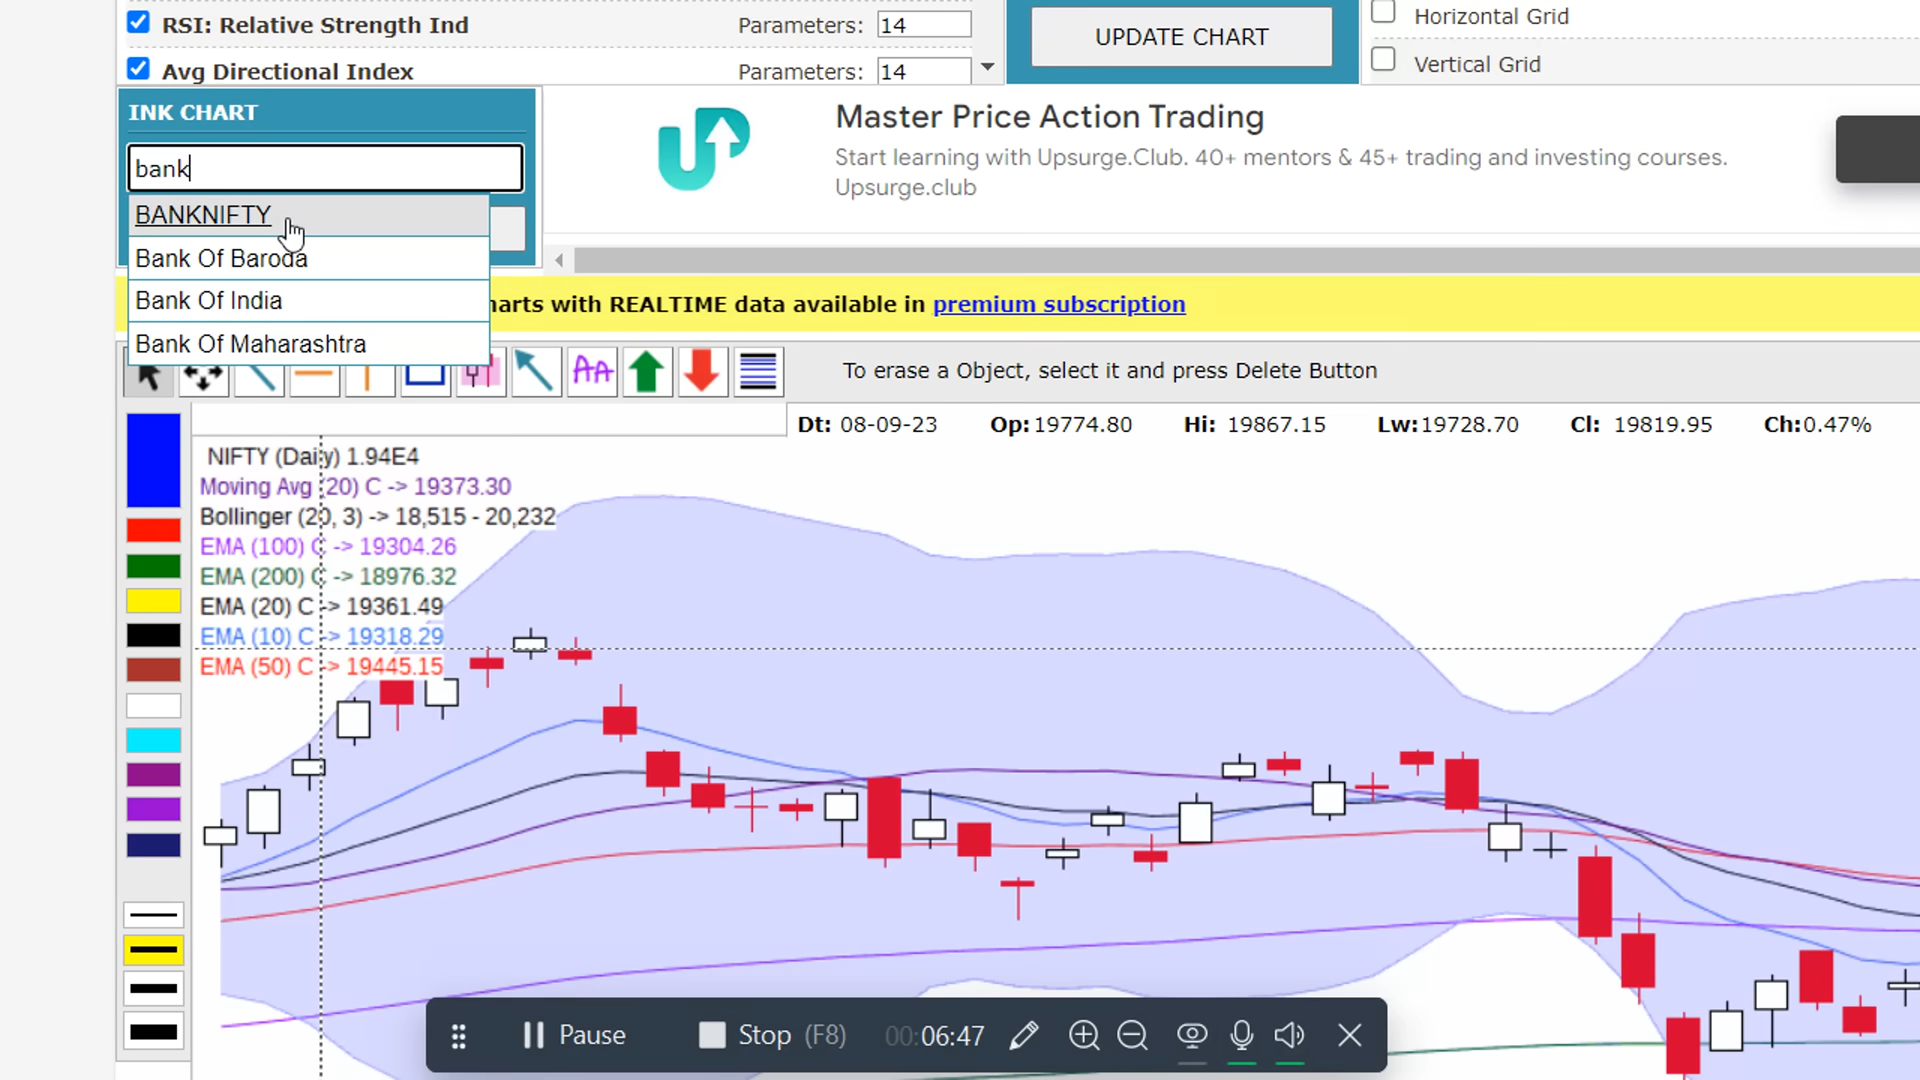 RSI: Relative Strength Ind Parameters: 14
Avg Directional Index Parameters: 14
UPDATE CHART
Horizontal Grid
Vertical Grid
INK CHART
bank
BANKNIFTY
Bank Of Baroda
Bank Of India
Bank Of Maharashtra
Master Price Action Trading
Start learning with Upsurge.Club. 40+ mentors & 45+ trading and investing courses.
Upsurge.club
harts with REALTIME data available in premium subscription
AA
To erase a Object, select it and press Delete Button
Dt: 08-09-23 Op:19774.80 Hi: 19867.15 Lw:19728.70 Cl: 19819.95 Ch:0.47%
NIFTY (Daily) 1.94E4
Moving Avg (20) C -> 19373.30
Bollinger (20, 3) -> 18,515 - 20,232
EMA (100) C -> 19304.26
EMA (200) C -> 18976.32
EMA (20) C -> 19361.49
EMA (10) C -> 19318.29
EMA (50) C -> 19445.15
Pause Stop (F8) 00:06:47